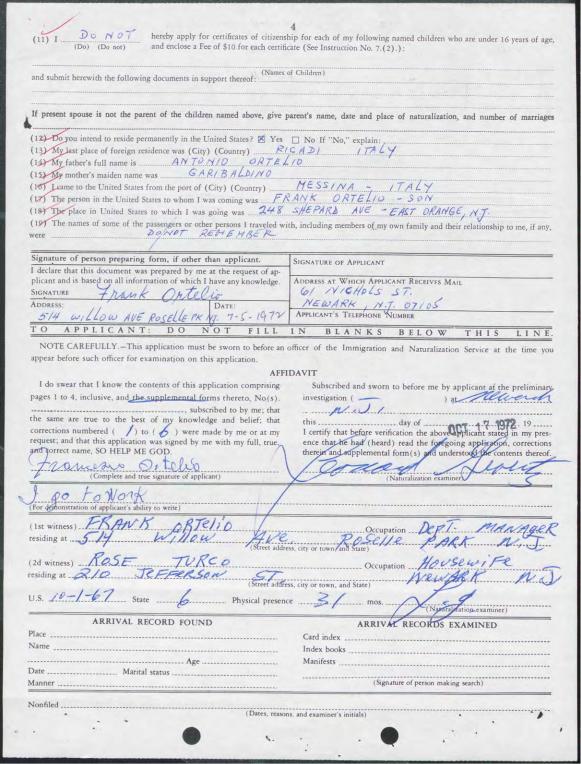 4
(11) I DO NOT hereby apply for certificates of citizenship for each of my following named children who are under 16 years of age,
(Do) (Do not) and enclose a Fee of $10 for each certificate (See Instruction No. 7.(2).):
(Names of Children)
and submit herewith the following documents in support thereof:
If present spouse is not the parent of the children named above, give parent's name, date and place of naturalization, and number of marriages
(12) Do you intend to reside permanently in the United States? ☒ Yes ☐ No If "No," explain:
(13) My last place of foreign residence was (City) (Country) RICADI ITALY
(14) My father's full name is ANTONIO ORTELIO
(15) My mother's maiden name was GARIBALDINO
(16) I came to the United States from the port of (City) (Country) MESSINA - ITALY
(17) The person in the United States to whom I was coming was FRANK ORTELIO - SON
(18) The place in United States to which I was going was 248 SHEPARD AVE - EAST ORANGE, N.J.
(19) The names of some of the passengers or other persons I traveled with, including members of my own family and their relationship to me, if any,
were DO NOT REMEMBER
Signature of person preparing form, if other than applicant.
I declare that this document was prepared by me at the request of applicant and is based on all information of which I have any knowledge.
SIGNATURE Frank Ortelio
ADDRESS: DATE:
514 WILLOW AVE ROSELLE PK NJ. 7-5-1972
SIGNATURE OF APPLICANT
ADDRESS AT WHICH APPLICANT RECEIVES MAIL
61 NICHOLS ST.
NEWARK, N.J. 07105
APPLICANT'S TELEPHONE NUMBER
TO APPLICANT: DO NOT FILL IN BLANKS BELOW THIS LINE.
NOTE CAREFULLY.—This application must be sworn to before an officer of the Immigration and Naturalization Service at the time you
appear before such officer for examination on this application.
AFFIDAVIT
I do swear that I know the contents of this application comprising
pages 1 to 4, inclusive, and the supplemental forms thereto, No(s).
, subscribed to by me; that
the same are true to the best of my knowledge and belief; that
corrections numbered ( 1 ) to ( 6 ) were made by me or at my
request; and that this application was signed by me with my full, true,
and correct name, SO HELP ME GOD.
Francesco Ortelio
(Complete and true signature of applicant)
I go to work
(For demonstration of applicant's ability to write)
Subscribed and sworn to before me by applicant at the preliminary
investigation ( ) at Newark
N.J.
this day of OCT 17 1972, 19
I certify that before verification the above applicant stated in my presence that he had (heard) read the foregoing application, corrections
therein and supplemental form(s) and understood the contents thereof.
(Naturalization examiner)
(1st witness) FRANK ORTELIO Occupation DEPT. MANAGER
residing at 514 Willow Ave. ROSELLE PARK N.J
(Street address, city or town, and State)
(2d witness) ROSE TURCO Occupation HOUSEWIFE
residing at 210 JEFFERSON ST NEWARK N.J
(Street address, city or town, and State)
U.S. 10-1-67 State 6 Physical presence 31 mos.
(Naturalization examiner)
ARRIVAL RECORD FOUND
Place
Name
Age
Date Marital status
Manner
ARRIVAL RECORDS EXAMINED
Card index
Index books
Manifests
(Signature of person making search)
Nonfiled
(Dates, reasons, and examiner's initials)